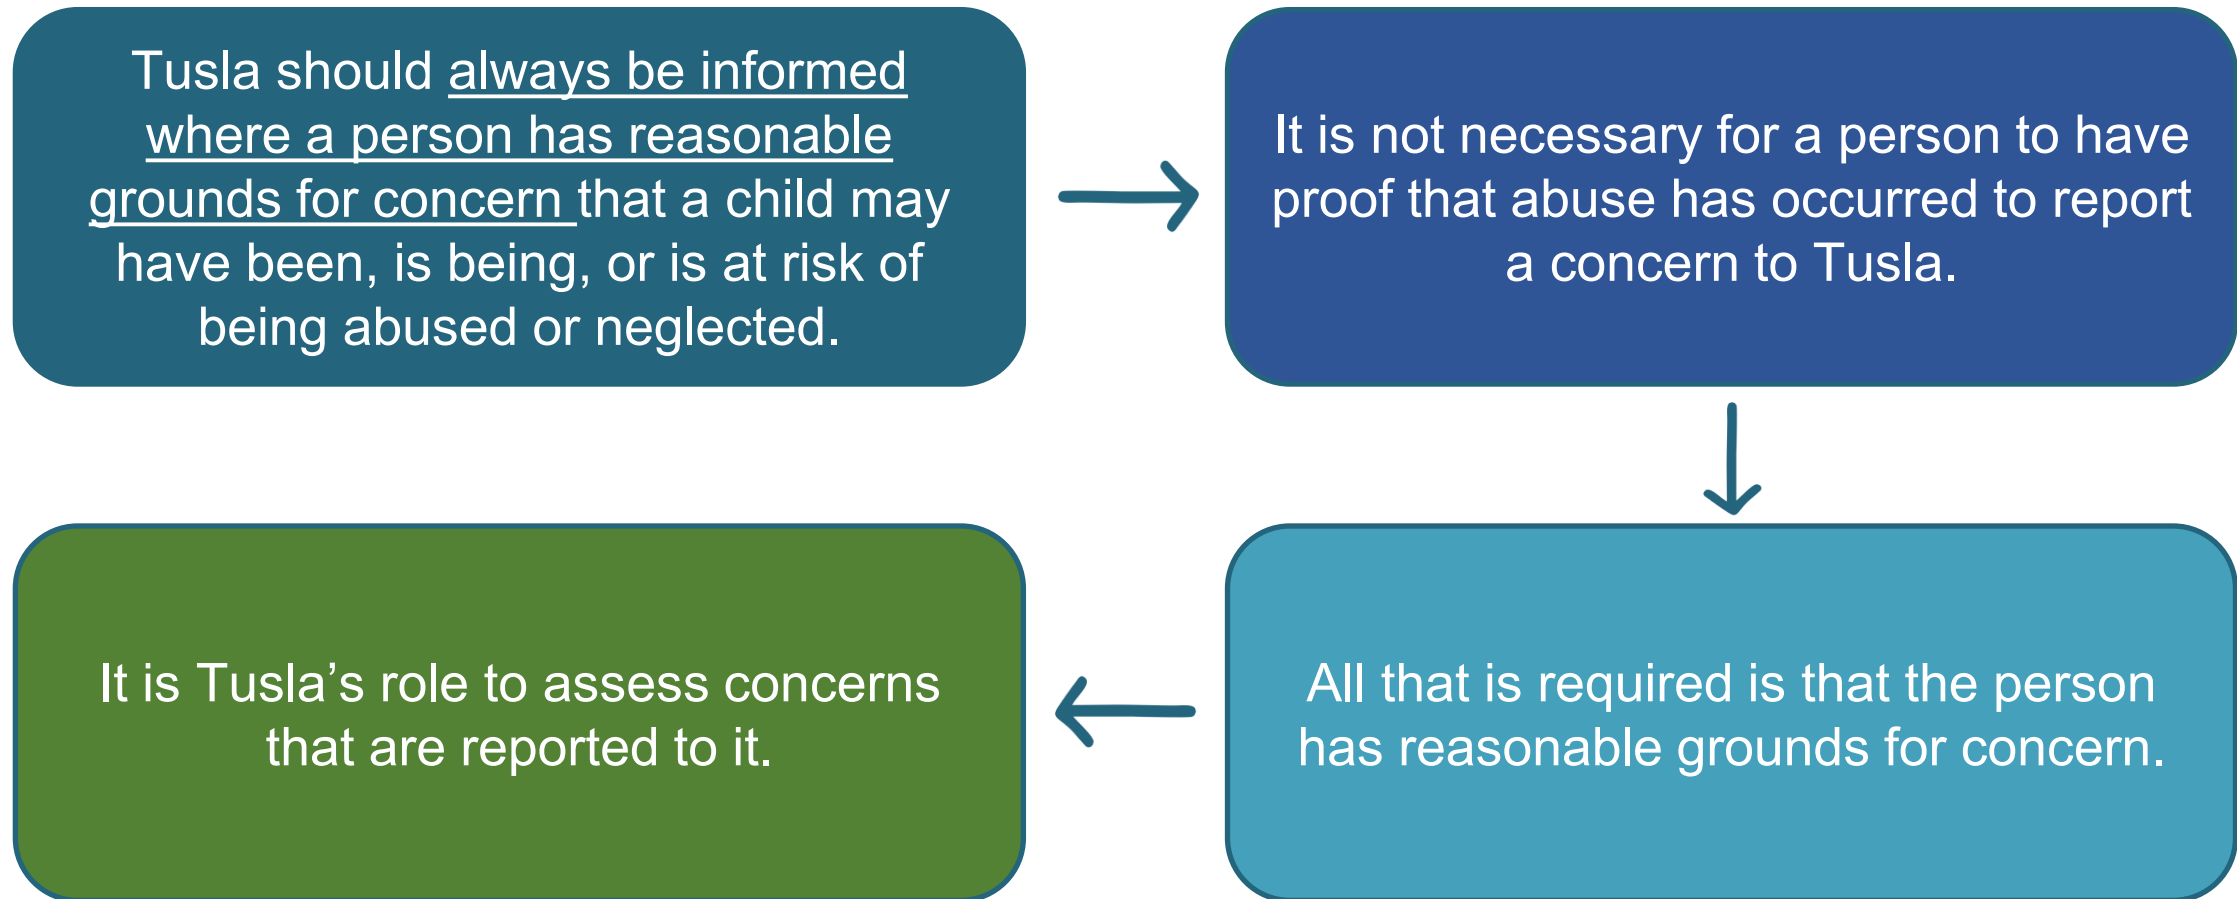 Tusla should always be informed
where a person has reasonable
grounds for concern that a child may
have been, is being, or is at risk of
being abused or neglected.
It is not necessary for a person to have
proof that abuse has occurred to report
a concern to Tusla.
All that is required is that the person
has reasonable grounds for concern.
It is Tusla’s role to assess concerns
that are reported to it.